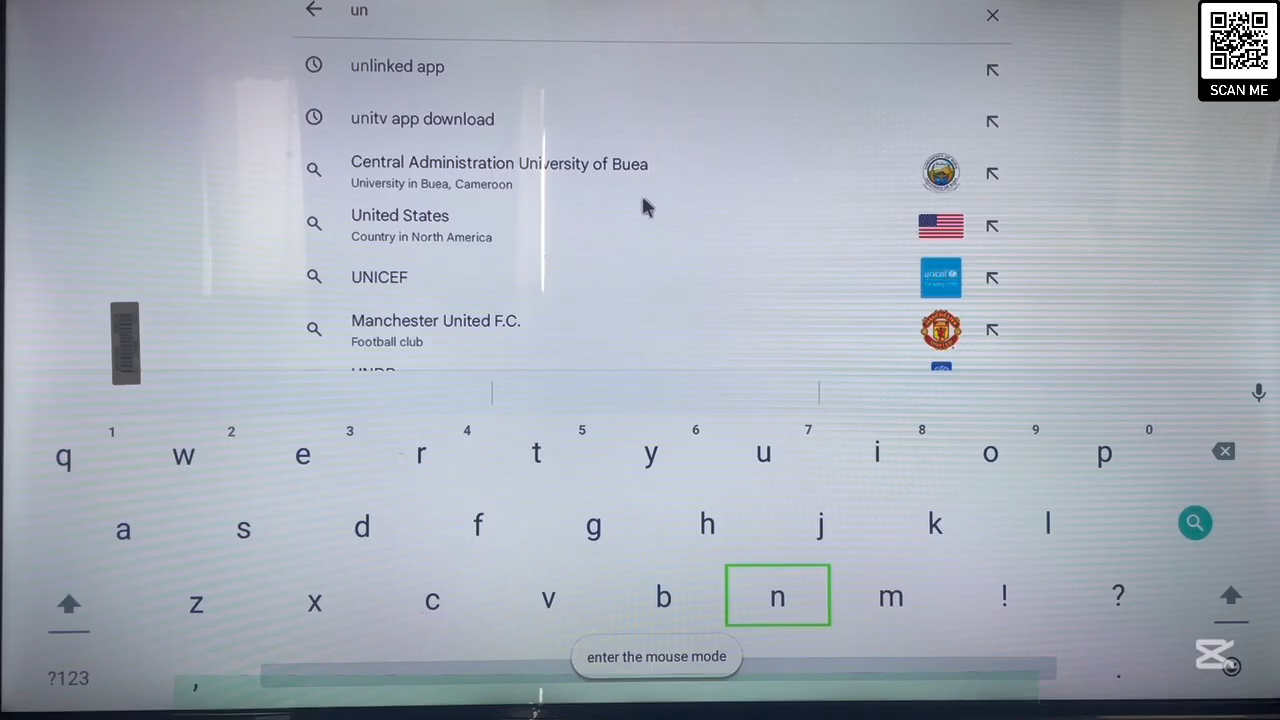 un
SCAN ME
unlinked app
unitv app download
Central Administration University of Buea
University in Buea, Cameroon
United States
Country in North America
UNICEF
unicef
Manchester United F.C.
Football club
1 2 3 4 5 6 7 8 9 0
q w e r t y u i o p
a s d f g h j k l
z x c v b n m ! ?
enter the mouse mode
?123 , .